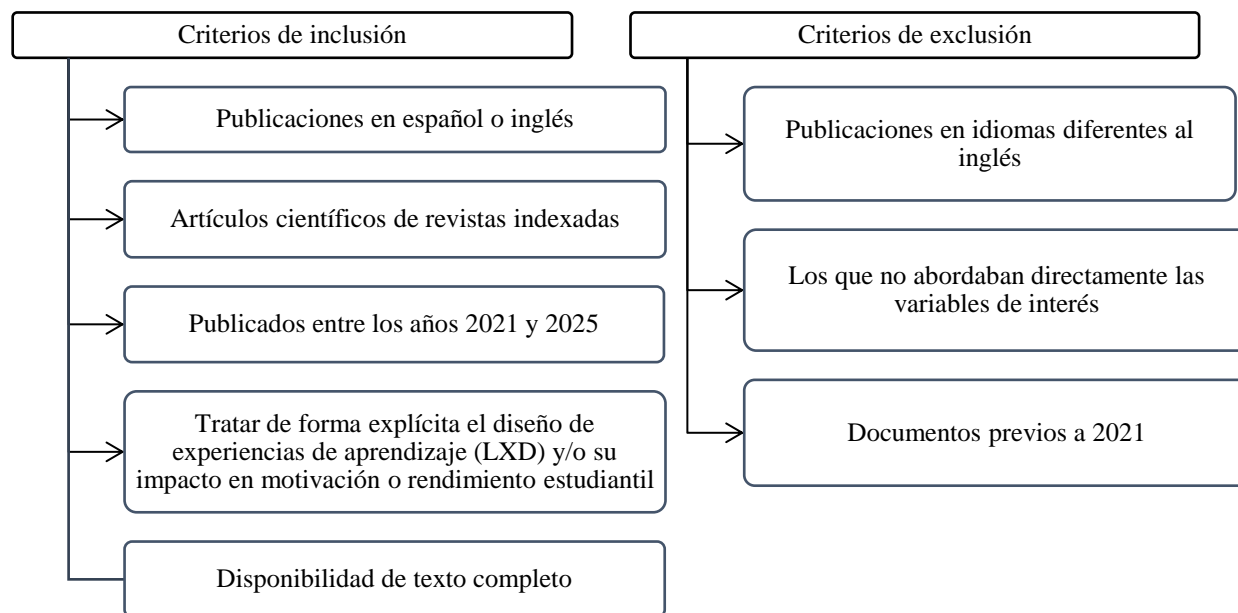 Criterios de inclusión
Publicaciones en español o inglés
Artículos científicos de revistas indexadas
Publicados entre los años 2021 y 2025
Tratar de forma explícita el diseño de
experiencias de aprendizaje (LXD) y/o su
impacto en motivación o rendimiento estudiantil
Disponibilidad de texto completo
Criterios de exclusión
Publicaciones en idiomas diferentes al
inglés
Los que no abordaban directamente las
variables de interés
Documentos previos a 2021